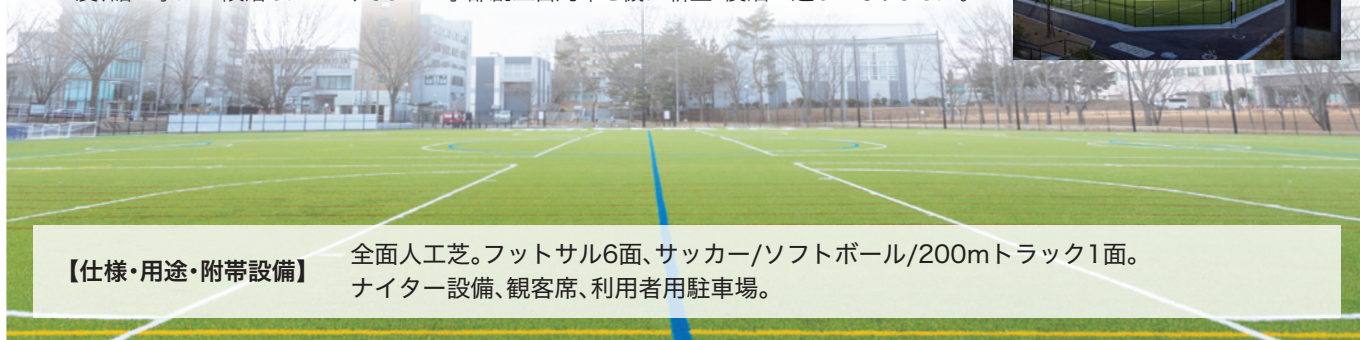 【仕様・用途・附帯設備】
全面人工芝。フットサル6面、サッカー/ソフトボール/200mトラック1面。
ナイター設備、観客席、利用者用駐車場。